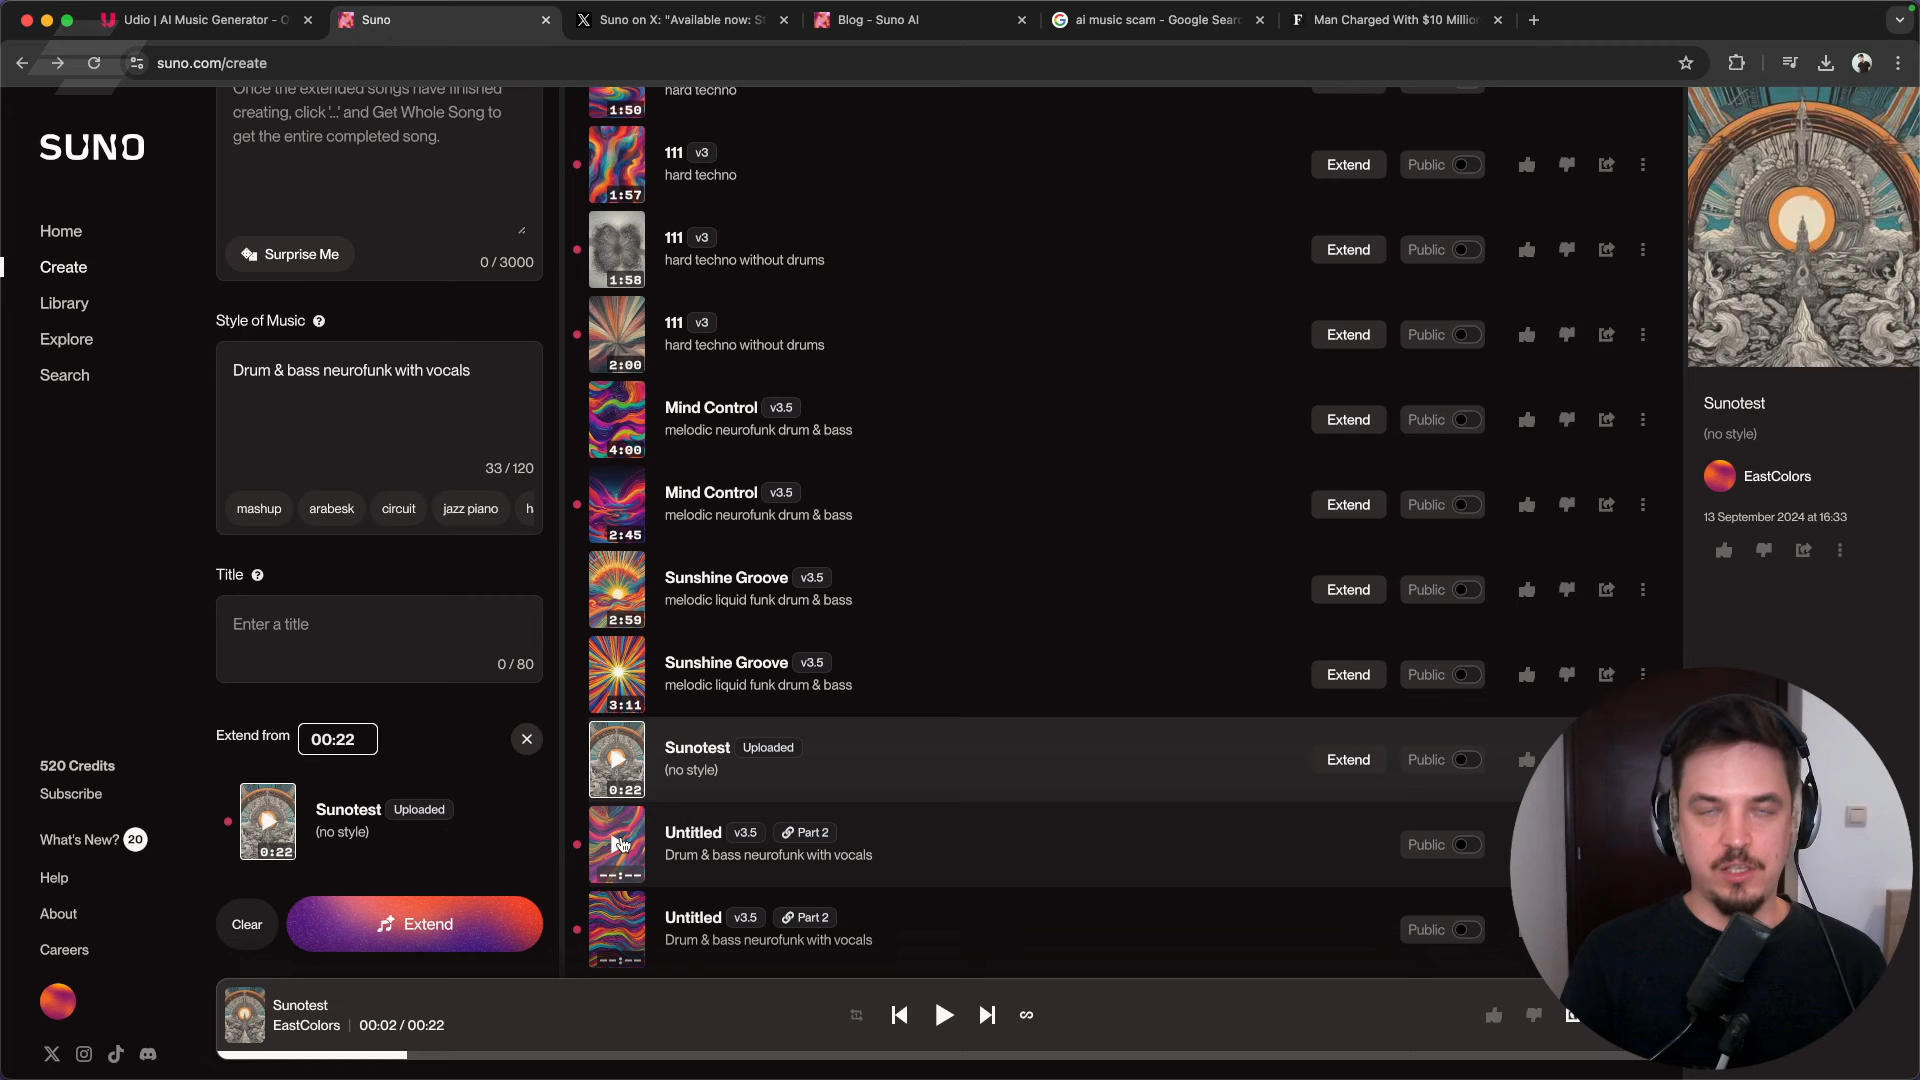 Udio | AI Music Generator - O
Suno
Suno on X: "Available now: St
Blog - Suno AI
ai music scam - Google Searc
Man Charged With $10 Million
suno.com/create
SUNO
Home
Create
Library
Explore
Search
520 Credits
Subscribe
What's New? 20
Help
About
Careers
Once the extended songs have finished
creating, click '...' and Get Whole Song to
get the entire completed song.
Surprise Me
0 / 3000
Style of Music
Drum & bass neurofunk with vocals
33 / 120
mashup
arabesk
circuit
jazz piano
Title
Enter a title
0 / 80
Extend from 00:22
Sunotest Uploaded
(no style)
0:22
Clear
Extend
hard techno
1:50
111 v3
hard techno
1:57
Extend Public
111 v3
hard techno without drums
1:58
Extend Public
111 v3
hard techno without drums
2:00
Extend Public
Mind Control v3.5
melodic neurofunk drum & bass
4:00
Extend Public
Mind Control v3.5
melodic neurofunk drum & bass
2:45
Extend Public
Sunshine Groove v3.5
melodic liquid funk drum & bass
2:59
Extend Public
Sunshine Groove v3.5
melodic liquid funk drum & bass
3:11
Extend Public
Sunotest Uploaded
(no style)
0:22
Extend Public
Untitled v3.5 Part 2
Drum & bass neurofunk with vocals
--:--
Public
Untitled v3.5 Part 2
Drum & bass neurofunk with vocals
--:--
Public
Sunotest
(no style)
EastColors
13 September 2024 at 16:33
Sunotest
EastColors | 00:02 / 00:22